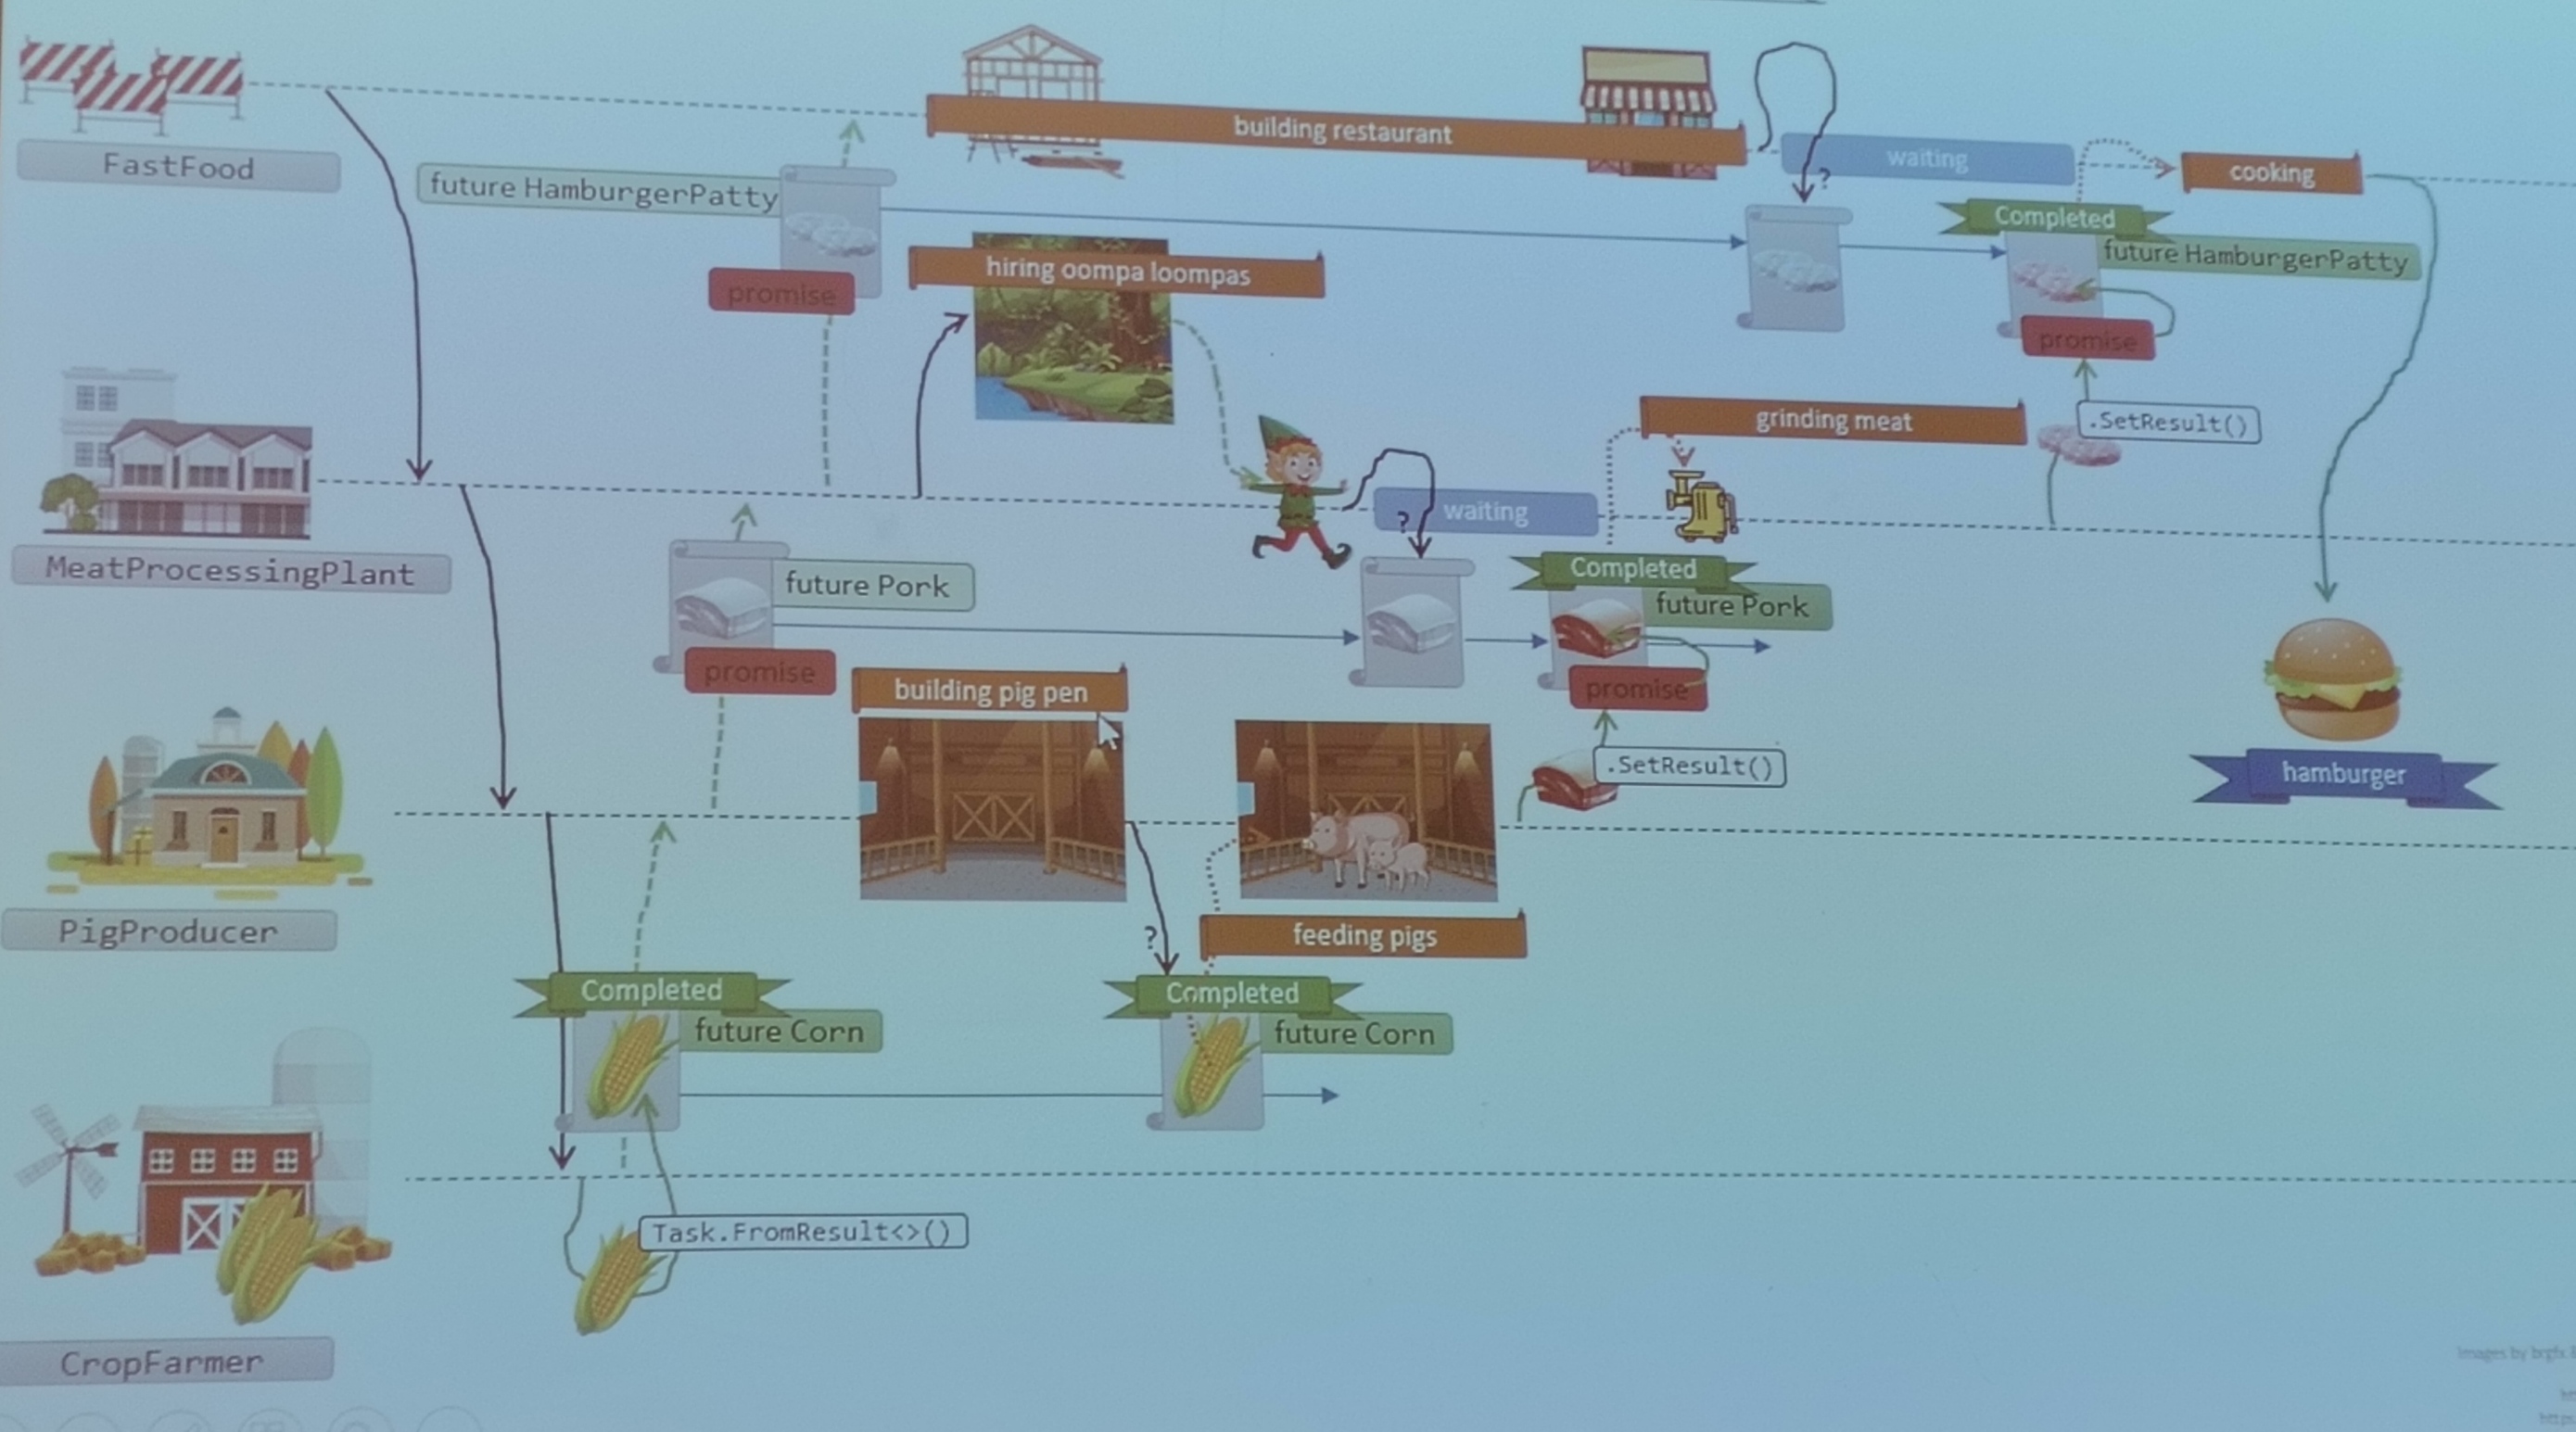 FastFood
building restaurant
waiting
cooking
future HamburgerPatty
?
Completed
future HamburgerPatty
promise
hiring oompa loompas
promise
grinding meat
.SetResult()
MeatProcessingPlant
waiting
?
future Pork
Completed
future Pork
promise
building pig pen
promise
.SetResult()
hamburger
PigProducer
?
feeding pigs
Completed
future Corn
Completed
future Corn
Task.FromResult<>()
CropFarmer
Images by